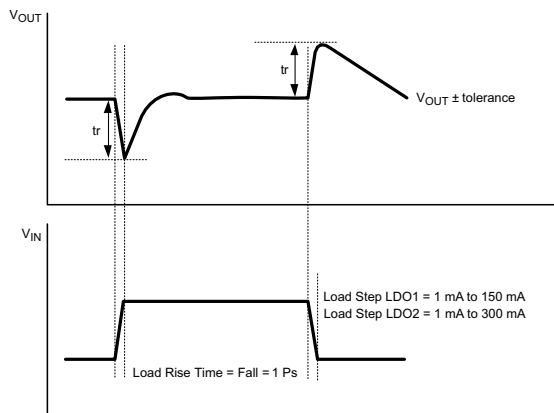 VOUT
tr
tr
VOUT ± tolerance
VIN
Load Step LDO1 = 1 mA to 150 mA
Load Step LDO2 = 1 mA to 300 mA
Load Rise Time = Fall = 1 Ps